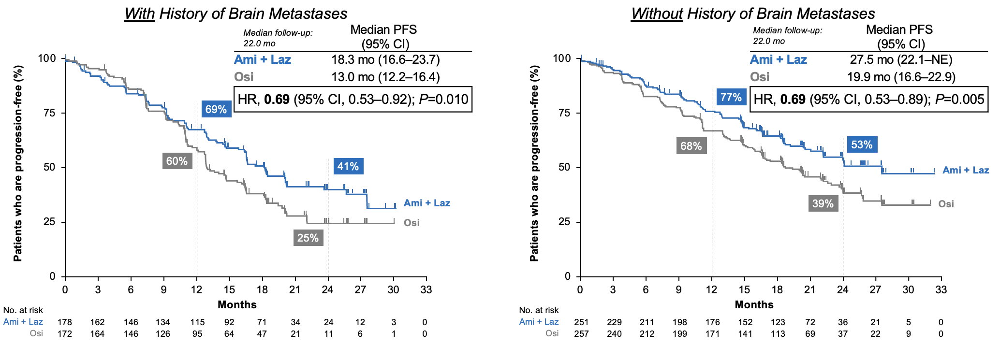 With History of Brain Metastases
Median follow-up:
22.0 mo
Median PFS
(95% CI)
Ami + Laz 18.3 mo (16.6–23.7)
Osi 13.0 mo (12.2–16.4)
HR, 0.69 (95% CI, 0.53–0.92); P=0.010
Patients who are progression-free (%)
100
75
50
25
0
69%
60%
41%
25%
Ami + Laz
Osi
0 3 6 9 12 15 18 21 24 27 30 33
Months
No. at risk
Ami + Laz 178 162 146 134 115 92 71 34 24 12 3 0
Osi 172 164 146 126 95 64 47 21 11 6 1 0
Without History of Brain Metastases
Median follow-up:
22.0 mo
Median PFS
(95% CI)
Ami + Laz 27.5 mo (22.1–NE)
Osi 19.9 mo (16.6–22.9)
HR, 0.69 (95% CI, 0.53–0.89); P=0.005
Patients who are progression-free (%)
100
75
50
25
0
77%
68%
53%
39%
Ami + Laz
Osi
0 3 6 9 12 15 18 21 24 27 30 33
Months
No. at risk
Ami + Laz 251 229 211 198 176 152 123 72 36 21 5 0
Osi 257 240 212 199 171 141 113 69 37 22 9 0